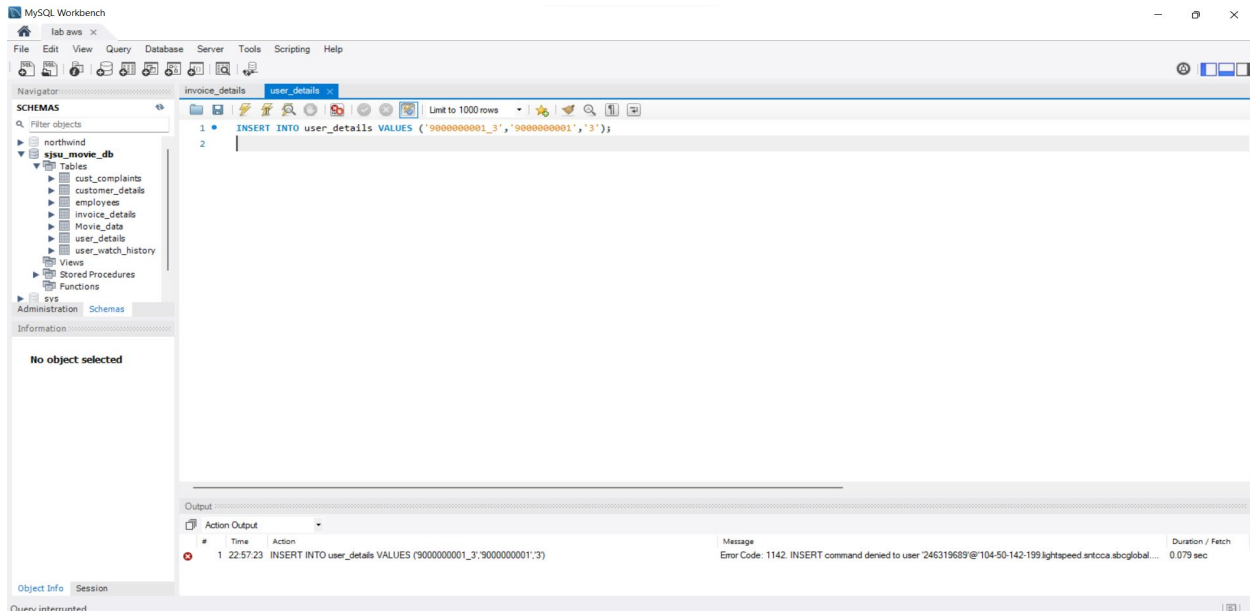 MySQL Workbench
lab aws
File Edit View Query Database Server Tools Scripting Help
Navigator
SCHEMAS
Filter objects
northwind
sjsu_movie_db
Tables
cust_complaints
customer_details
employees
invoice_details
Movie_data
user_details
user_watch_history
Views
Stored Procedures
Functions
sys
Administration Schemas
Information
No object selected
Object Info Session
Query interrupted
invoice_details user_details
Limit to 1000 rows
1 INSERT INTO user_details VALUES ('9000000001_3','9000000001','3');
2
Output
Action Output
# Time Action Message Duration / Fetch
1 22:57:23 INSERT INTO user_details VALUES ('9000000001_3','9000000001','3') Error Code: 1142. INSERT command denied to user '246319689'@'104-50-142-199.lightspeed.sntcca.sbcglobal.... 0.079 sec